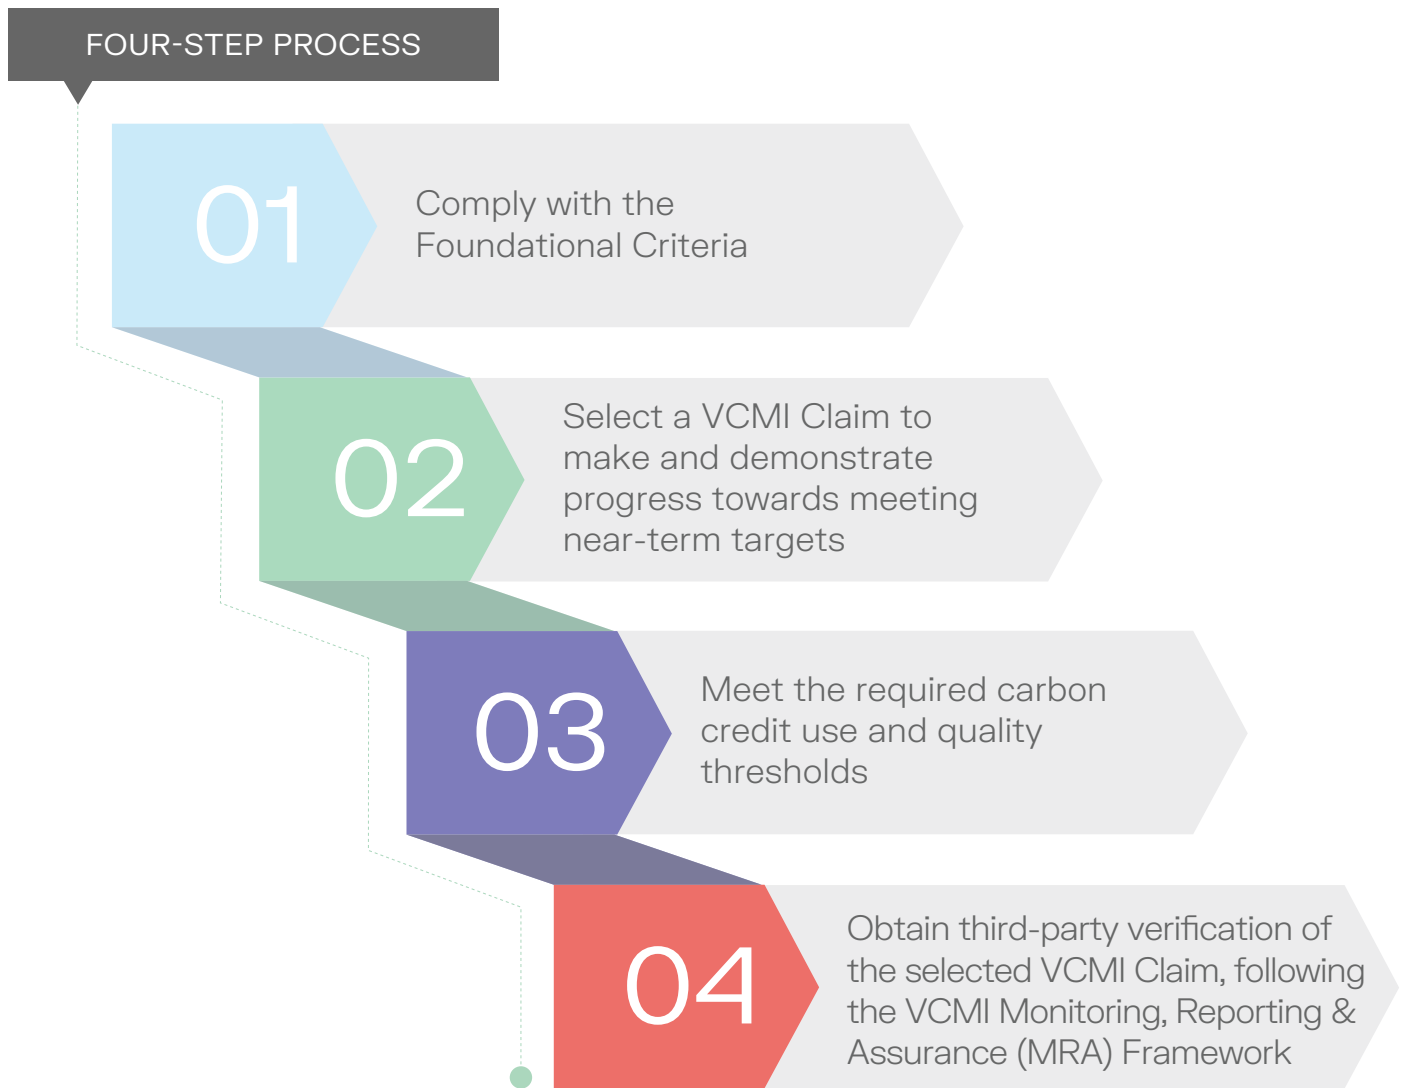 FOUR-STEP PROCESS
01
Comply with the
Foundational Criteria
02
Select a VCMI Claim to
make and demonstrate
progress towards meeting
near-term targets
03
Meet the required carbon
credit use and quality
thresholds
04
Obtain third-party verification of
the selected VCMI Claim, following
the VCMI Monitoring, Reporting &
Assurance (MRA) Framework